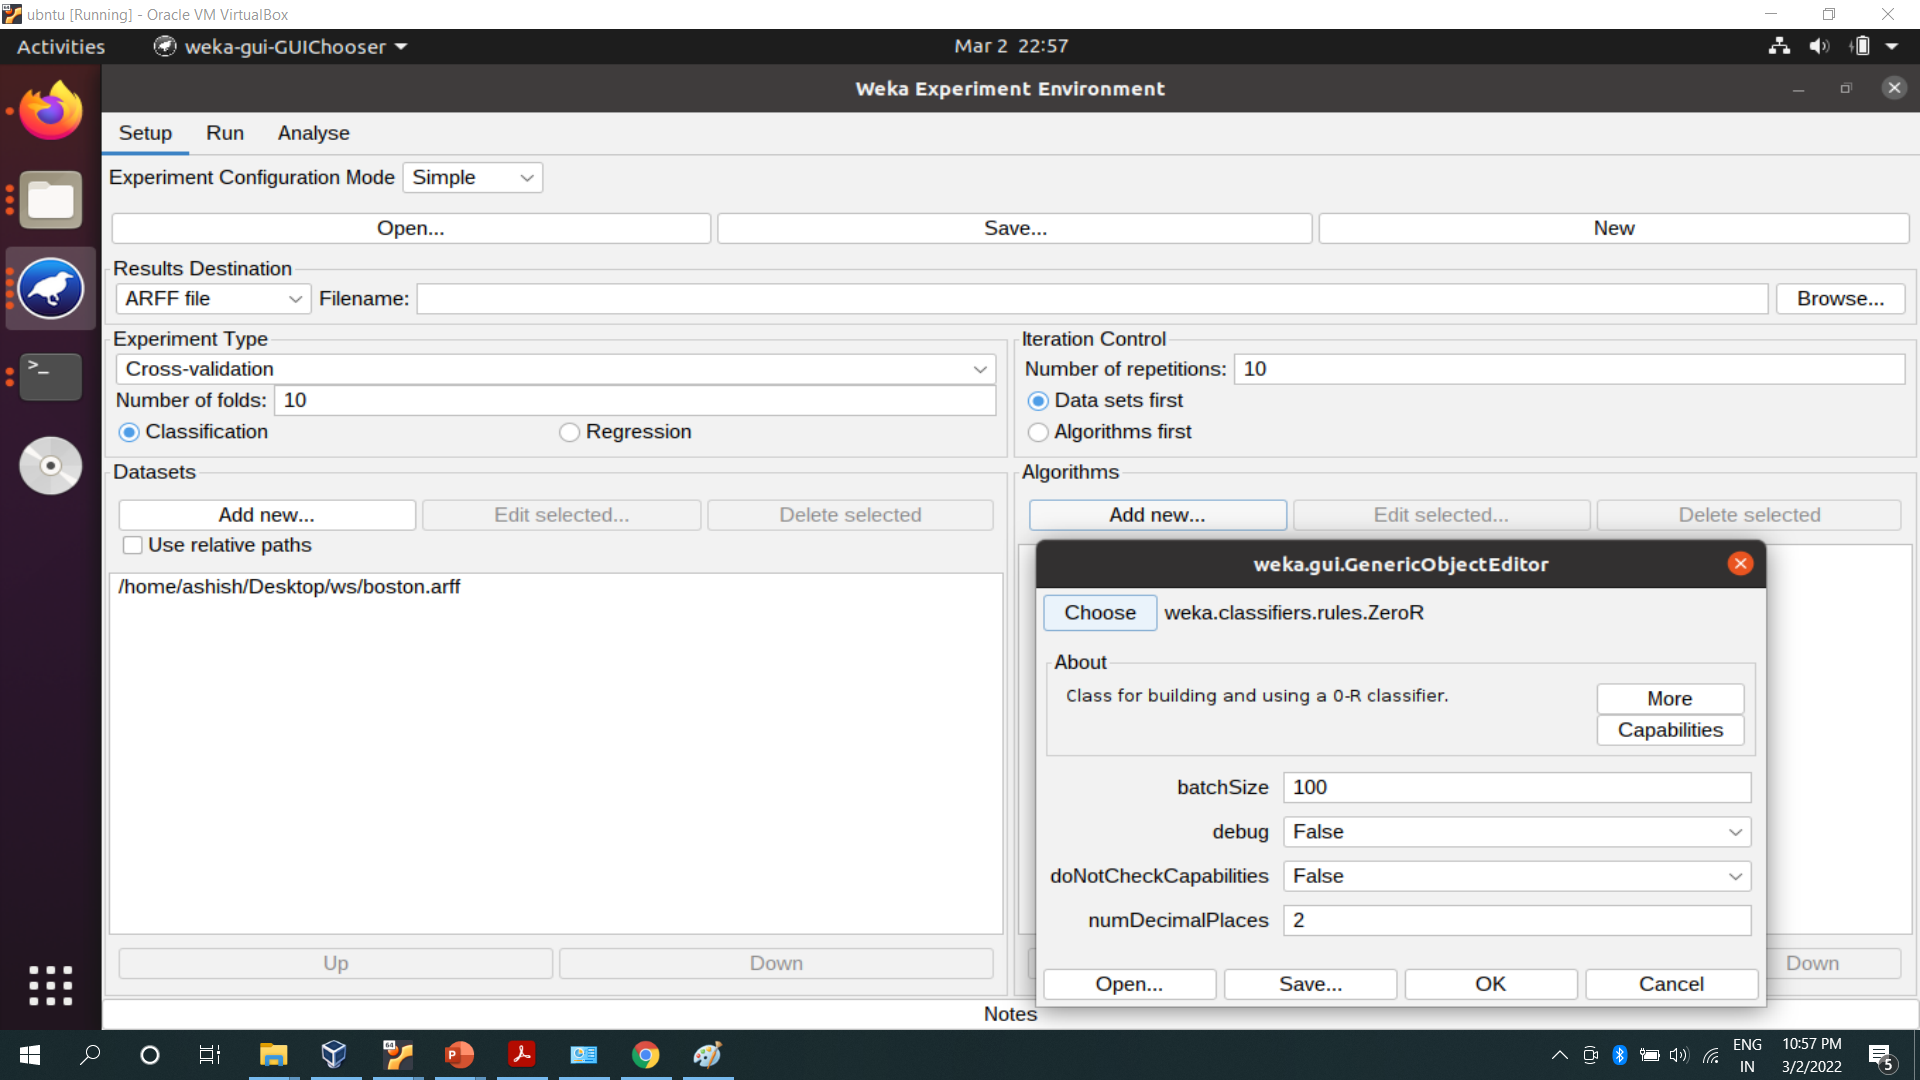 ubntu [Running] - Oracle VM VirtualBox
Activities
weka-gui-GUIChooser
Mar 2 22:57
Weka Experiment Environment
Setup
Run
Analyse
Experiment Configuration Mode
Simple
Open...
Save...
New
Results Destination
ARFF file
Filename:
Browse...
Experiment Type
Cross-validation
Number of folds:
10
Classification
Regression
Iteration Control
Number of repetitions:
10
Data sets first
Algorithms first
Datasets
Add new...
Edit selected...
Delete selected
Use relative paths
/home/ashish/Desktop/ws/boston.arff
Up
Down
Algorithms
Add new...
Edit selected...
Delete selected
weka.gui.GenericObjectEditor
Choose
weka.classifiers.rules.ZeroR
About
Class for building and using a 0-R classifier.
More
Capabilities
batchSize
100
debug
False
doNotCheckCapabilities
False
numDecimalPlaces
2
Open...
Save...
OK
Cancel
Down
Notes
64
P
ENG
IN
10:57 PM
3/2/2022
5